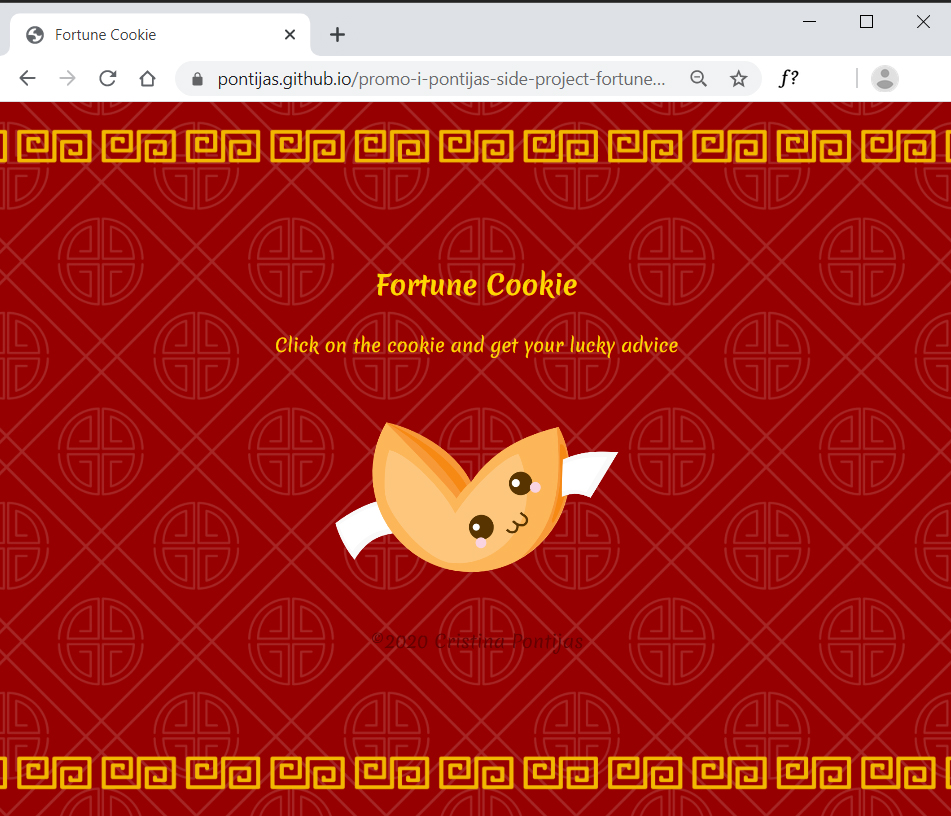 Fortune Cookie
pontijas.github.io/promo-i-pontijas-side-project-fortune...
f?
Fortune Cookie
Click on the cookie and get your lucky advice
©2020 Cristina Pontijas